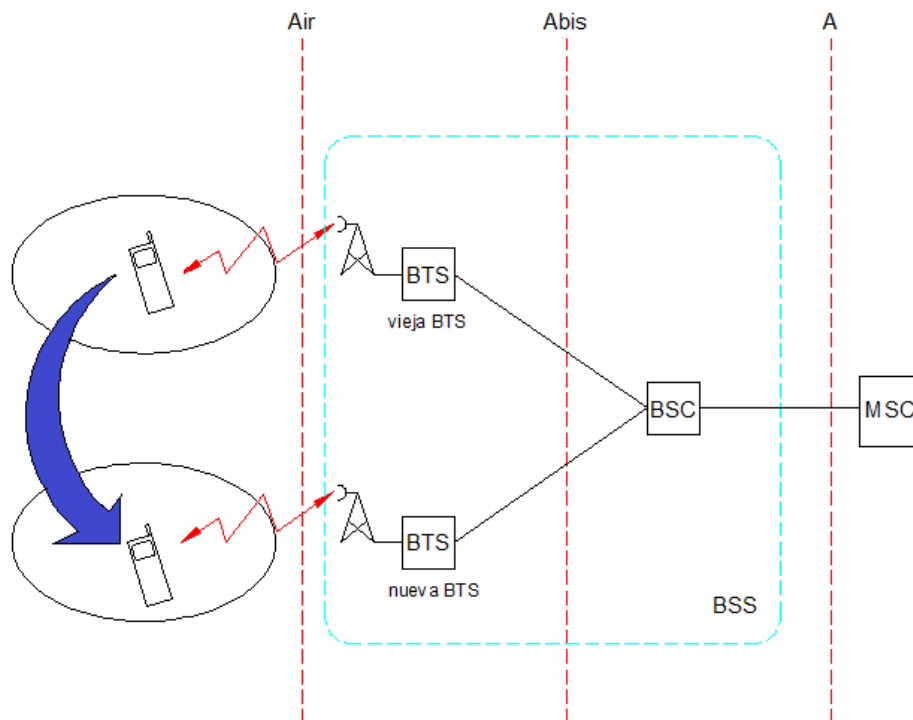 Air
Abis
A
BTS
vieja BTS
BSC
MSC
BTS
nueva BTS
BSS